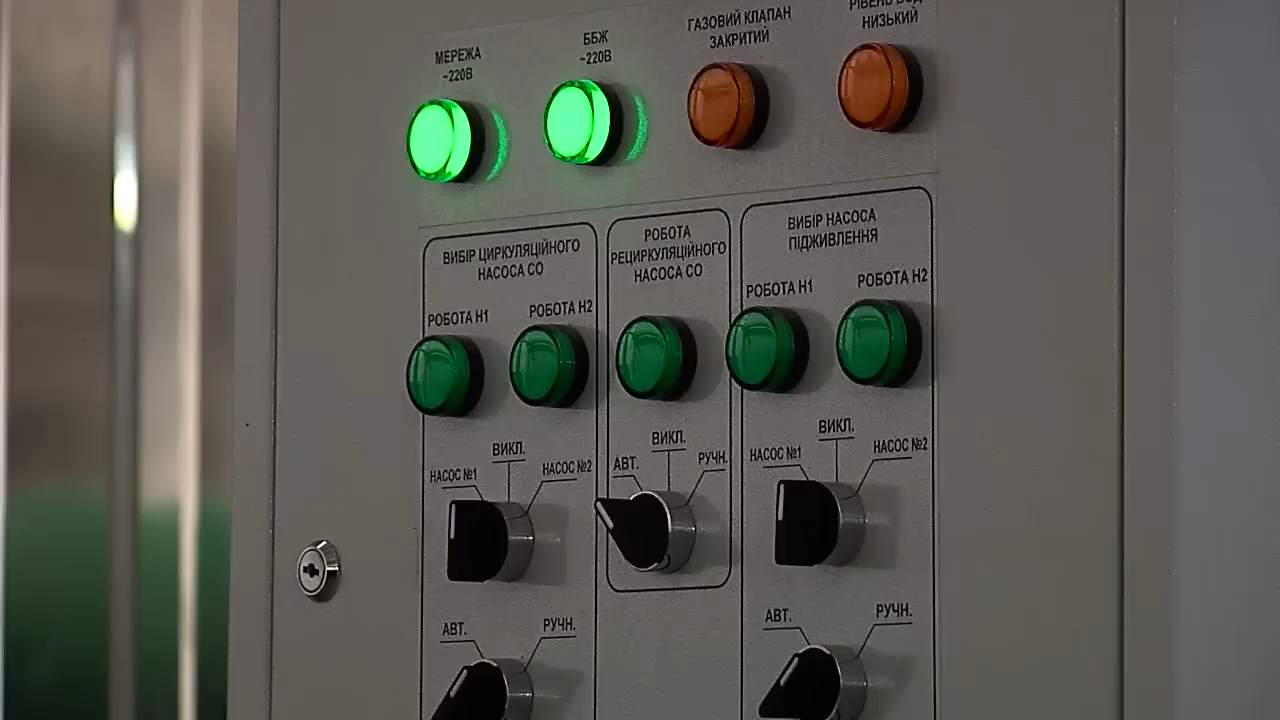 МЕРЕЖА
~220В
ББЖ
~220В
ГАЗОВИЙ КЛАПАН
ЗАКРИТИЙ
РІВЕНЬ ВОД
НИЗЬКИЙ
ВИБІР ЦИРКУЛЯЦІЙНОГО
НАСОСА СО
РОБОТА Н1
РОБОТА Н2
РОБОТА
РЕЦИРКУЛЯЦІЙНОГО
НАСОСА СО
ВИБІР НАСОСА
ПІДЖИВЛЕННЯ
РОБОТА Н1
РОБОТА Н2
НАСОС №1
ВИКЛ.
НАСОС №2
АВТ.
ВИКЛ.
РУЧН.
НАСОС №1
ВИКЛ.
НАСОС №2
АВТ.
РУЧН.
АВТ.
РУЧН.